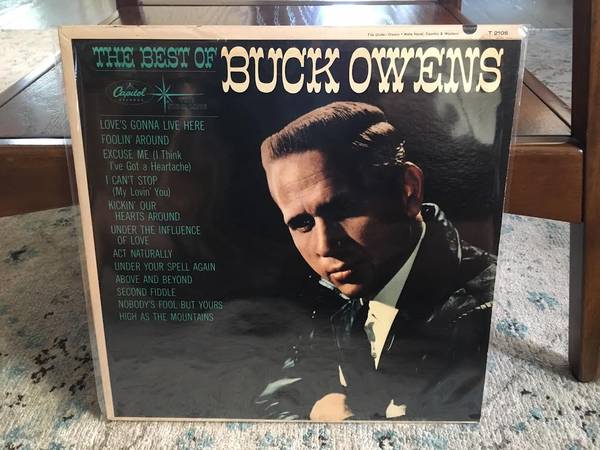 T 2105
THE BEST OF BUCK OWENS
Capitol
RECORDS
LOVE'S GONNA LIVE HERE
FOOLIN' AROUND
EXCUSE ME (I Think
I've Got a Heartache)
I CAN'T STOP
(My Lovin' You)
KICKIN' OUR
HEARTS AROUND
UNDER THE INFLUENCE
OF LOVE
ACT NATURALLY
UNDER YOUR SPELL AGAIN
ABOVE AND BEYOND
SECOND FIDDLE
NOBODY'S FOOL BUT YOURS
HIGH AS THE MOUNTAINS